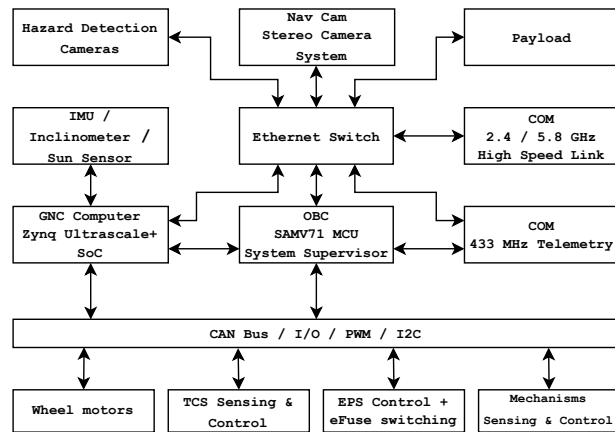 Hazard Detection
Cameras
Nav Cam
Stereo Camera
System
Payload
IMU /
Inclinometer /
Sun Sensor
Ethernet Switch
COM
2.4 / 5.8 GHz
High Speed Link
GNC Computer
Zynq Ultrascale+
SoC
OBC
SAMV71 MCU
System Supervisor
COM
433 MHz Telemetry
CAN Bus / I/O / PWM / I2C
Wheel motors
TCS Sensing &
Control
EPS Control +
eFuse switching
Mechanisms
Sensing & Control